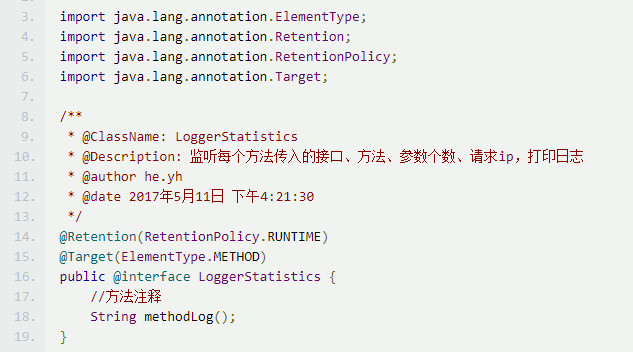 3. import java.lang.annotation.ElementType;
4. import java.lang.annotation.Retention;
5. import java.lang.annotation.RetentionPolicy;
6. import java.lang.annotation.Target;
7.
8. /**
9.  * @ClassName: LoggerStatistics
10.  * @Description: 监听每个方法传入的接口、方法、参数个数、请求ip，打印日志
11.  * @author he.yh
12.  * @date 2017年5月11日 下午4:21:30
13.  */
14. @Retention(RetentionPolicy.RUNTIME)
15. @Target(ElementType.METHOD)
16. public @interface LoggerStatistics {
17.     //方法注释
18.     String methodLog();
19. }